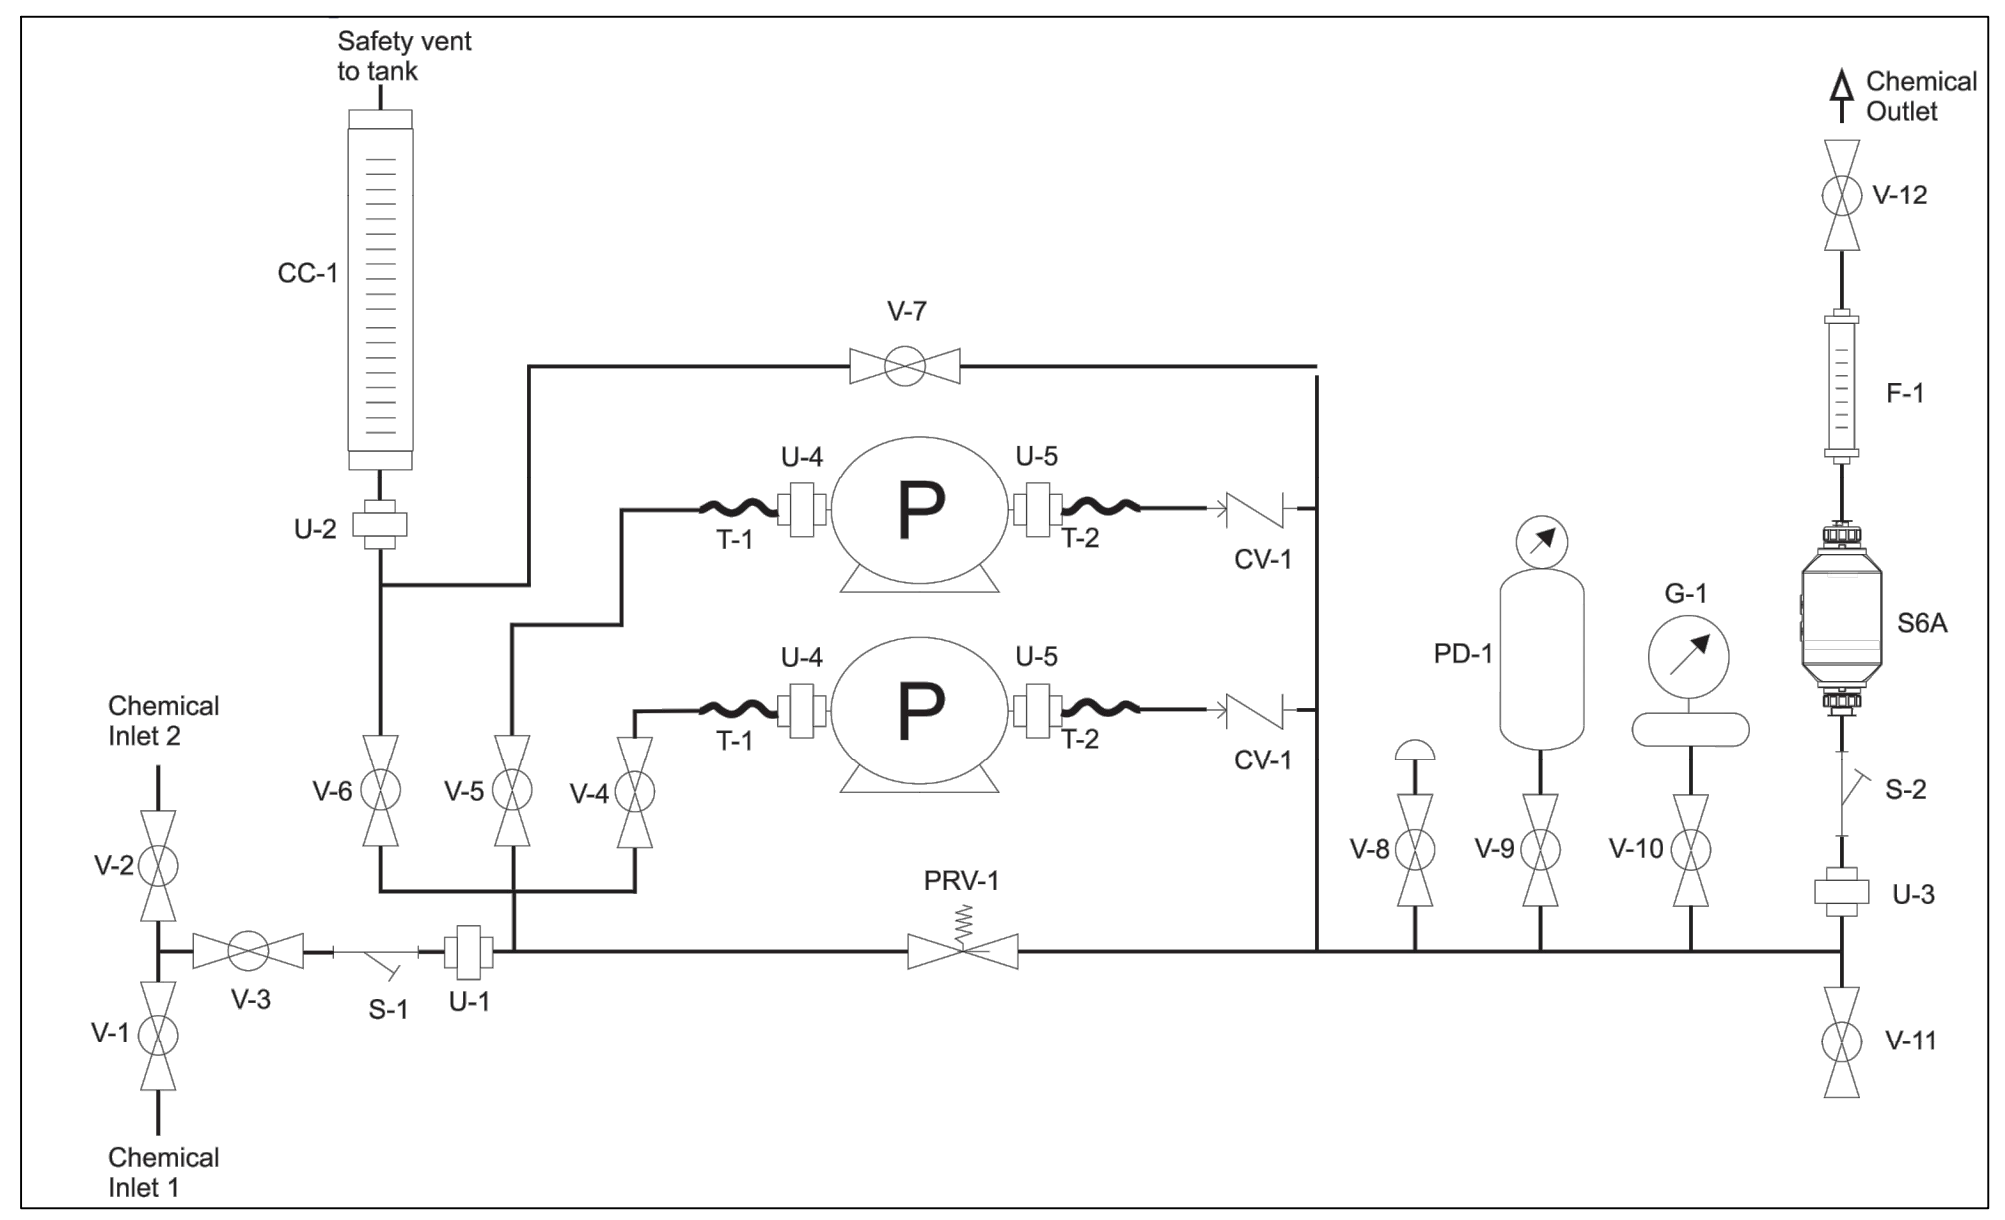 Safety vent
to tank
Chemical
Outlet
V-12
CC-1
V-7
F-1
U-4
U-5
P
U-2
T-1
T-2
CV-1
G-1
S6A
PD-1
U-4
U-5
P
Chemical
Inlet 2
T-1
T-2
CV-1
V-6
V-5
V-4
S-2
V-8
V-9
V-10
V-2
PRV-1
U-3
V-3
S-1
U-1
V-1
V-11
Chemical
Inlet 1